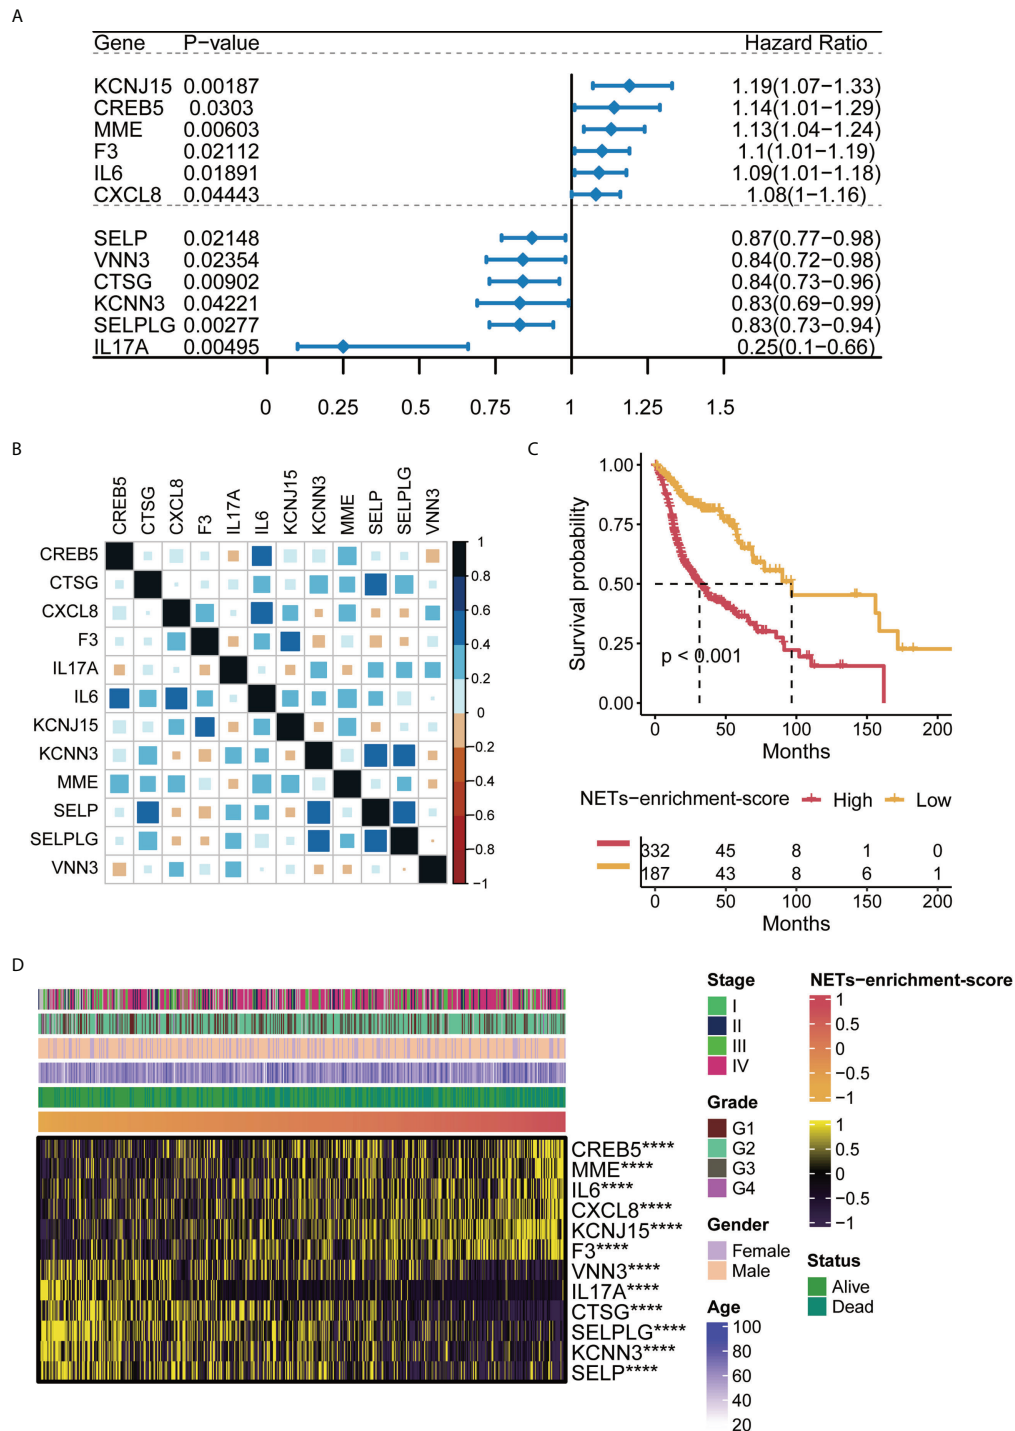 A
Gene P−value Hazard Ratio
KCNJ15 0.00187 1.19(1.07−1.33)
CREB5 0.0303 1.14(1.01−1.29)
MME 0.00603 1.13(1.04−1.24)
F3 0.02112 1.1(1.01−1.19)
IL6 0.01891 1.09(1.01−1.18)
CXCL8 0.04443 1.08(1−1.16)
SELP 0.02148 0.87(0.77−0.98)
VNN3 0.02354 0.84(0.72−0.98)
CTSG 0.00902 0.84(0.73−0.96)
KCNN3 0.04221 0.83(0.69−0.99)
SELPLG 0.00277 0.83(0.73−0.94)
IL17A 0.00495 0.25(0.1−0.66)
0 0.25 0.5 0.75 1 1.25 1.5
B
CREB5 CTSG CXCL8 F3 IL17A IL6 KCNJ15 KCNN3 MME SELP SELPLG VNN3
CREB5
CTSG
CXCL8
F3
IL17A
IL6
KCNJ15
KCNN3
MME
SELP
SELPLG
VNN3
1
0.8
0.6
0.4
0.2
0
−0.2
−0.4
−0.6
−0.8
−1
C
Survival probability
1.00
0.75
0.50
0.25
0.00
p < 0.001
0 50 100 150 200
Months
NETs−enrichment−score High Low
332 45 8 1 0
187 43 8 6 1
0 50 100 150 200
Months
D
CREB5****
MME****
IL6****
CXCL8****
KCNJ15****
F3****
VNN3****
IL17A****
CTSG****
SELPLG****
KCNN3****
SELP****
Stage
I
II
III
IV
Grade
G1
G2
G3
G4
Gender
Female
Male
Age
100
80
60
40
20
NETs−enrichment−score
1
0.5
0
−0.5
−1
1
0.5
0
−0.5
−1
Status
Alive
Dead